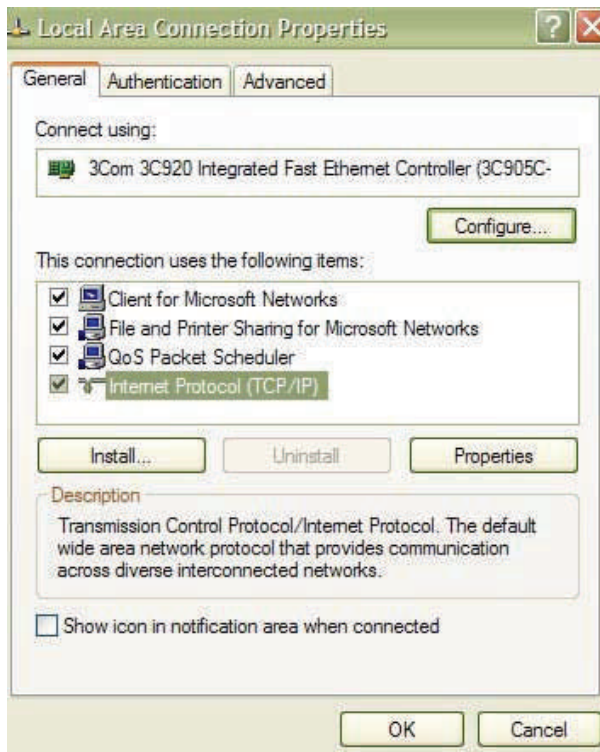 Local Area Connection Properties
General
Authentication
Advanced
Connect using:
3Com 3C920 Integrated Fast Ethernet Controller (3C905C-
Configure...
This connection uses the following items:
Client for Microsoft Networks
File and Printer Sharing for Microsoft Networks
QoS Packet Scheduler
Internet Protocol (TCP/IP)
Install...
Uninstall
Properties
Description
Transmission Control Protocol/Internet Protocol. The default
wide area network protocol that provides communication
across diverse interconnected networks.
Show icon in notification area when connected
OK
Cancel